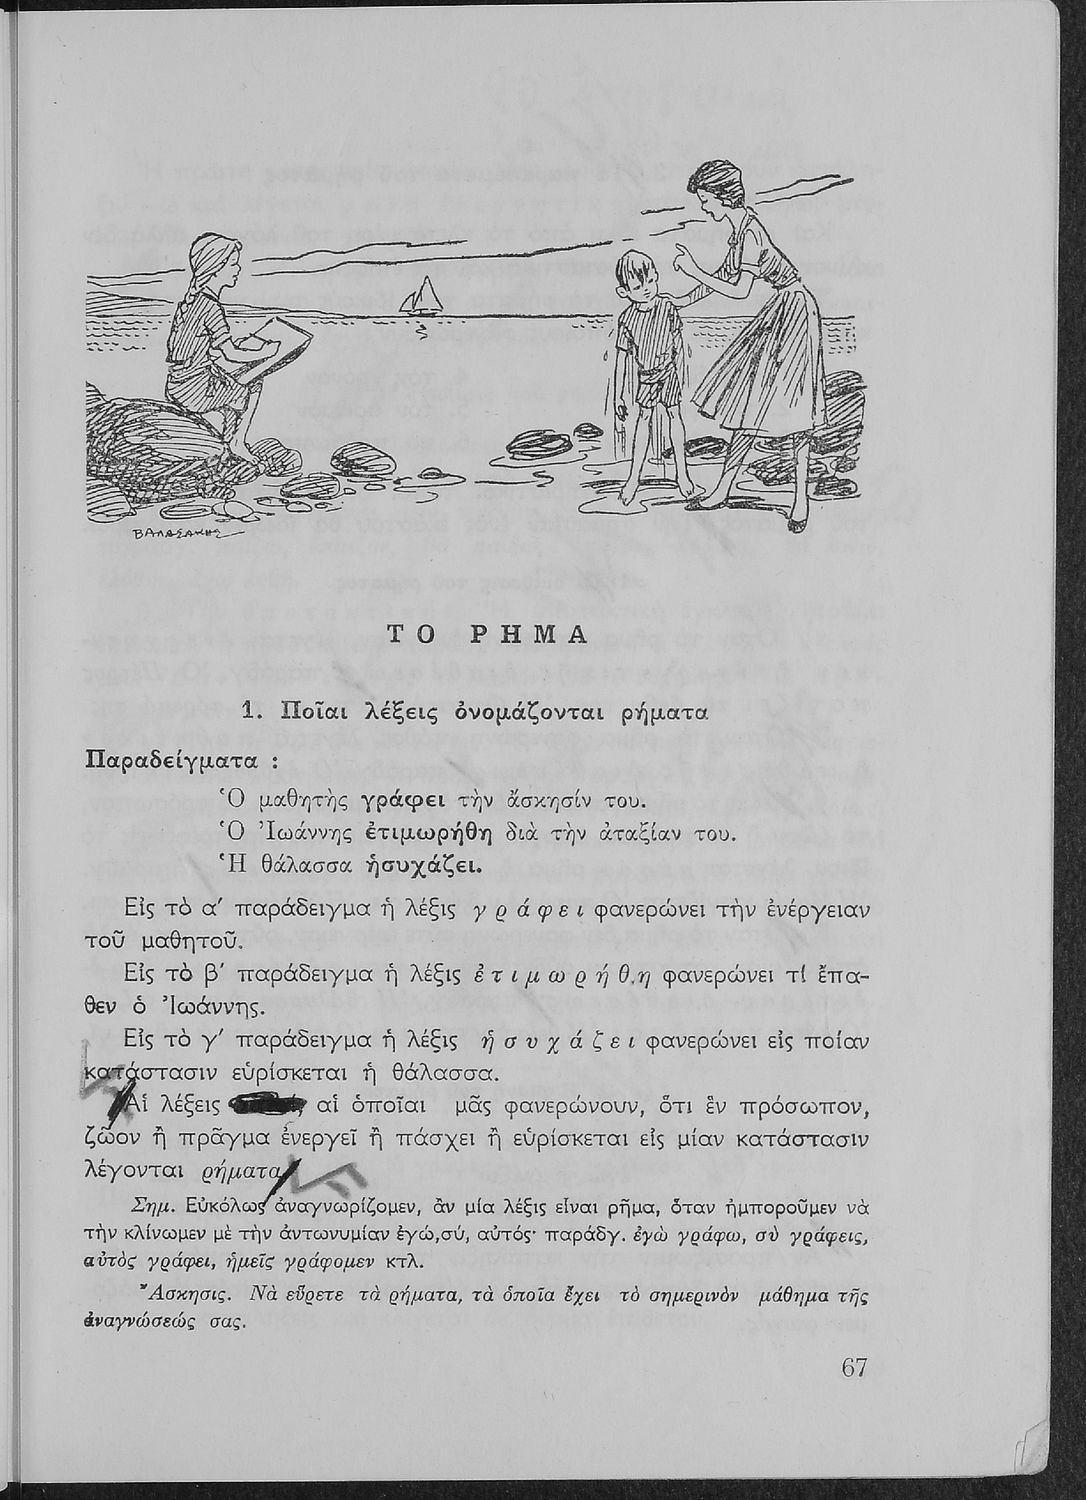 ΒΑΛΑΣΑΚΗΣ
ΤΟ ΡΗΜΑ
1. Ποῖαι λέξεις ὀνομάζονται ρήματα
Παραδείγματα :
Ὁ μαθητὴς γράφει τὴν ἄσκησίν του.
Ὁ Ἰωάννης ἐτιμωρήθη διὰ τὴν ἀταξίαν του.
Ἡ θάλασσα ἡσυχάζει.
Εἰς τὸ α′ παράδειγμα ἡ λέξις γράφει φανερώνει τὴν ἐνέργειαν
τοῦ μαθητοῦ.
Εἰς τὸ β′ παράδειγμα ἡ λέξις ἐτιμωρήθη φανερώνει τί ἔπα-
θεν ὁ Ἰωάννης.
Εἰς τὸ γ′ παράδειγμα ἡ λέξις ἡσυχάζει φανερώνει εἰς ποίαν
κατάστασιν εὑρίσκεται ἡ θάλασσα.
Αἱ λέξεις αἱ ὁποῖαι μᾶς φανερώνουν, ὅτι ἓν πρόσωπον,
ζῶον ἢ πρᾶγμα ἐνεργεῖ ἢ πάσχει ἢ εὑρίσκεται εἰς μίαν κατάστασιν
λέγονται ρήματα
Σημ. Εὐκόλως ἀναγνωρίζομεν, ἂν μία λέξις εἶναι ρῆμα, ὅταν ἠμποροῦμεν νὰ
τὴν κλίνωμεν μὲ τὴν ἀντωνυμίαν ἐγώ,σύ, αὐτός· παράδγ. ἐγὼ γράφω, σὺ γράφεις,
αὐτὸς γράφει, ἡμεῖς γράφομεν κτλ.
Ἄσκησις. Νὰ εὕρετε τὰ ρήματα, τὰ ὁποῖα ἔχει τὸ σημερινὸν μάθημα τῆς
ἀναγνώσεώς σας.
67